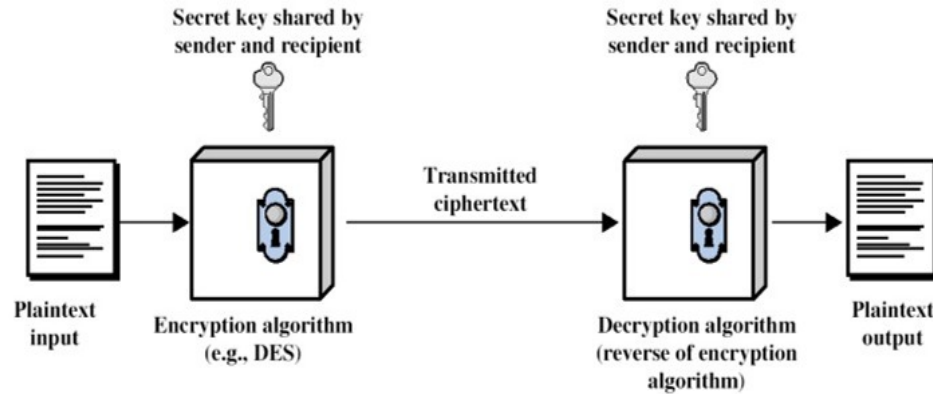 Secret key shared by
sender and recipient
Secret key shared by
sender and recipient
Transmitted
ciphertext
Plaintext
input
Encryption algorithm
(e.g., DES)
Decryption algorithm
(reverse of encryption
algorithm)
Plaintext
output